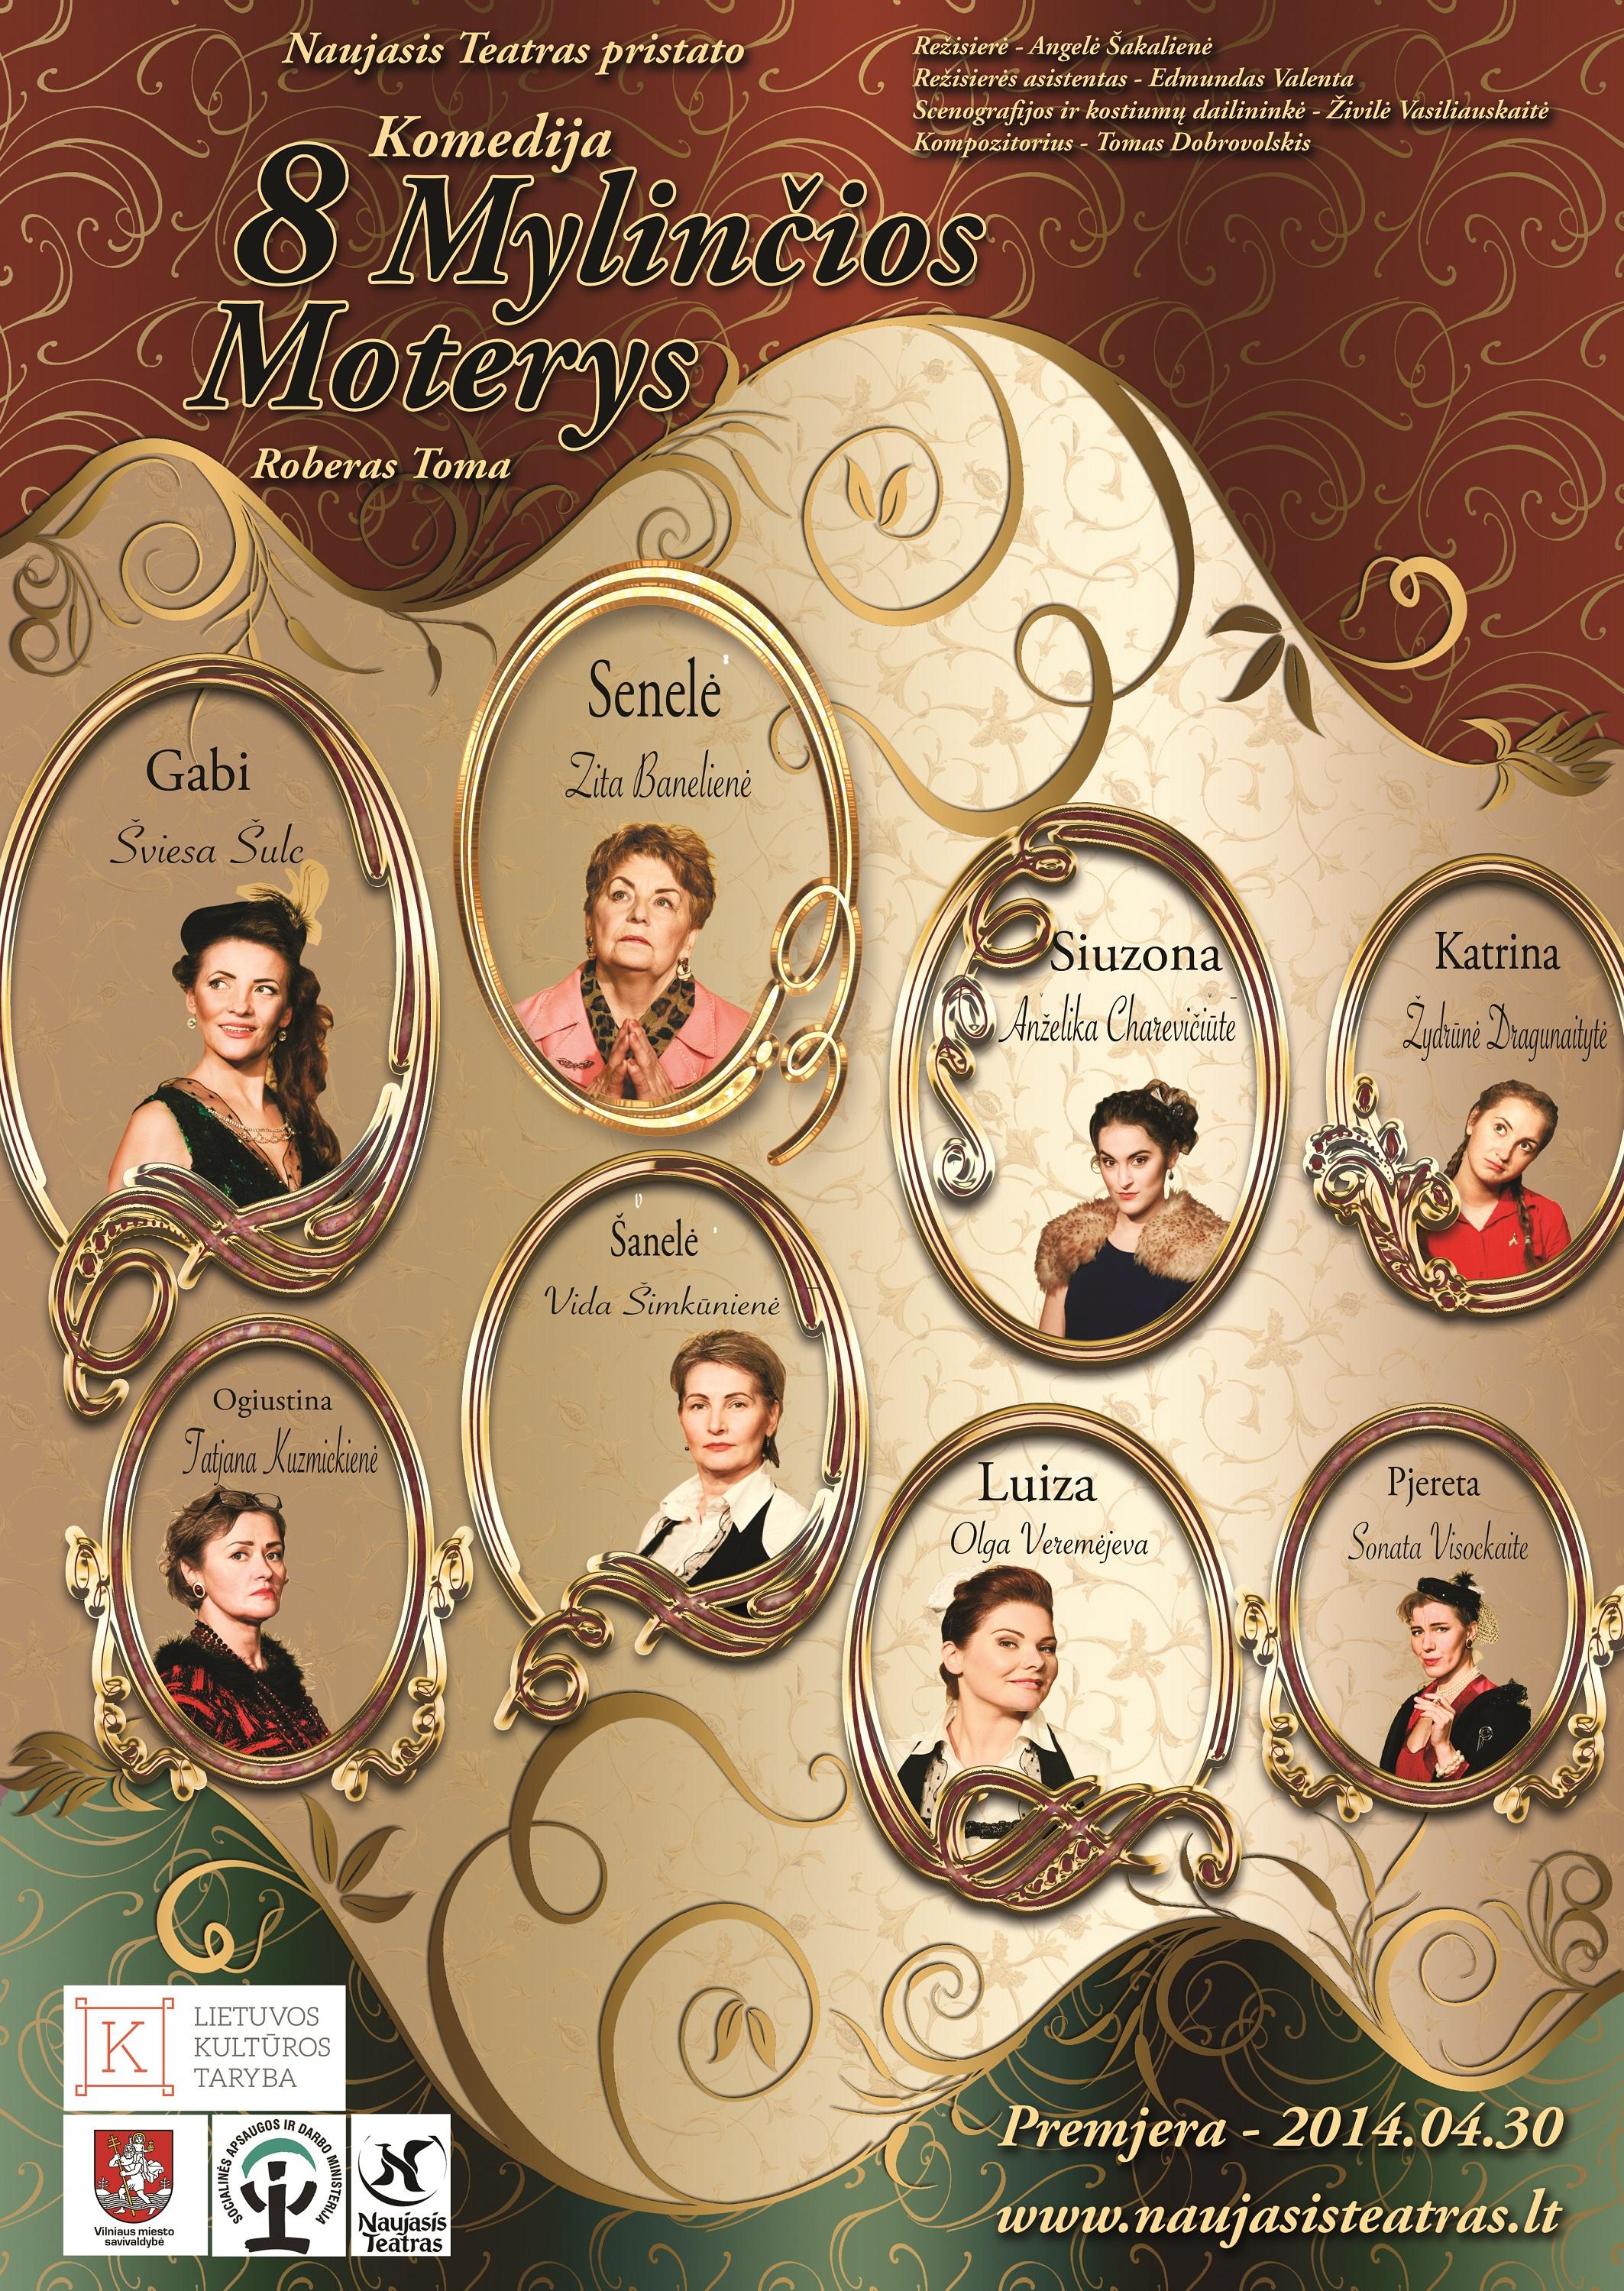 Naujasis Teatras pristato
Režisierė - Angelė Šakalienė
Režisierės asistentas - Edmundas Valenta
Scenografijos ir kostiumų dailininkė - Živilė Vasiliauskaitė
Kompozitorius - Tomas Dobrovolskis
Komedija
8 Mylinčios
Moterys
Roberas Toma
Senelė
Zita Banelienė
Gabi
Šviesa Šulc
Siuzona
Anželika Charevičiūtė
Katrina
Žydrūnė Dragunaitytė
Šanelė
Vida Šimkūnienė
Ogiustina
Tatjana Kuzmickienė
Luiza
Olga Veremėjeva
Pjereta
Sonata Visockaite
K
LIETUVOS
KULTŪROS
TARYBA
Vilniaus miesto
savivaldybė
SOCIALINĖS APSAUGOS IR DARBO MINISTERIJA
Naujasis
Teatras
Premjera - 2014.04.30
www.naujasisteatras.lt